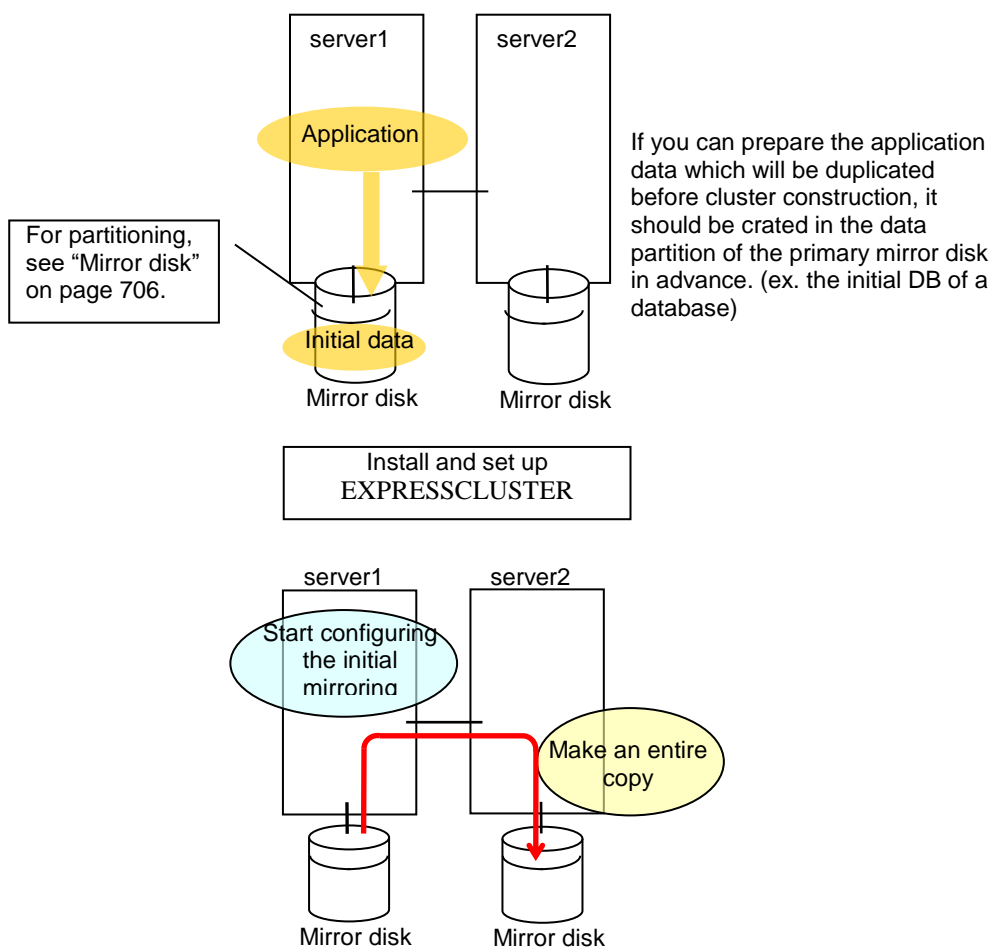 server1
server2
Application
If you can prepare the application
data which will be duplicated
before cluster construction, it
should be crated in the data
partition of the primary mirror disk
in advance. (ex. the initial DB of a
database)
For partitioning,
see “Mirror disk”
on page 706.
Initial data
Mirror disk
Mirror disk
Install and set up
EXPRESSCLUSTER
server1
server2
Start configuring
the initial
mirroring
Make an entire
copy
Mirror disk
Mirror disk